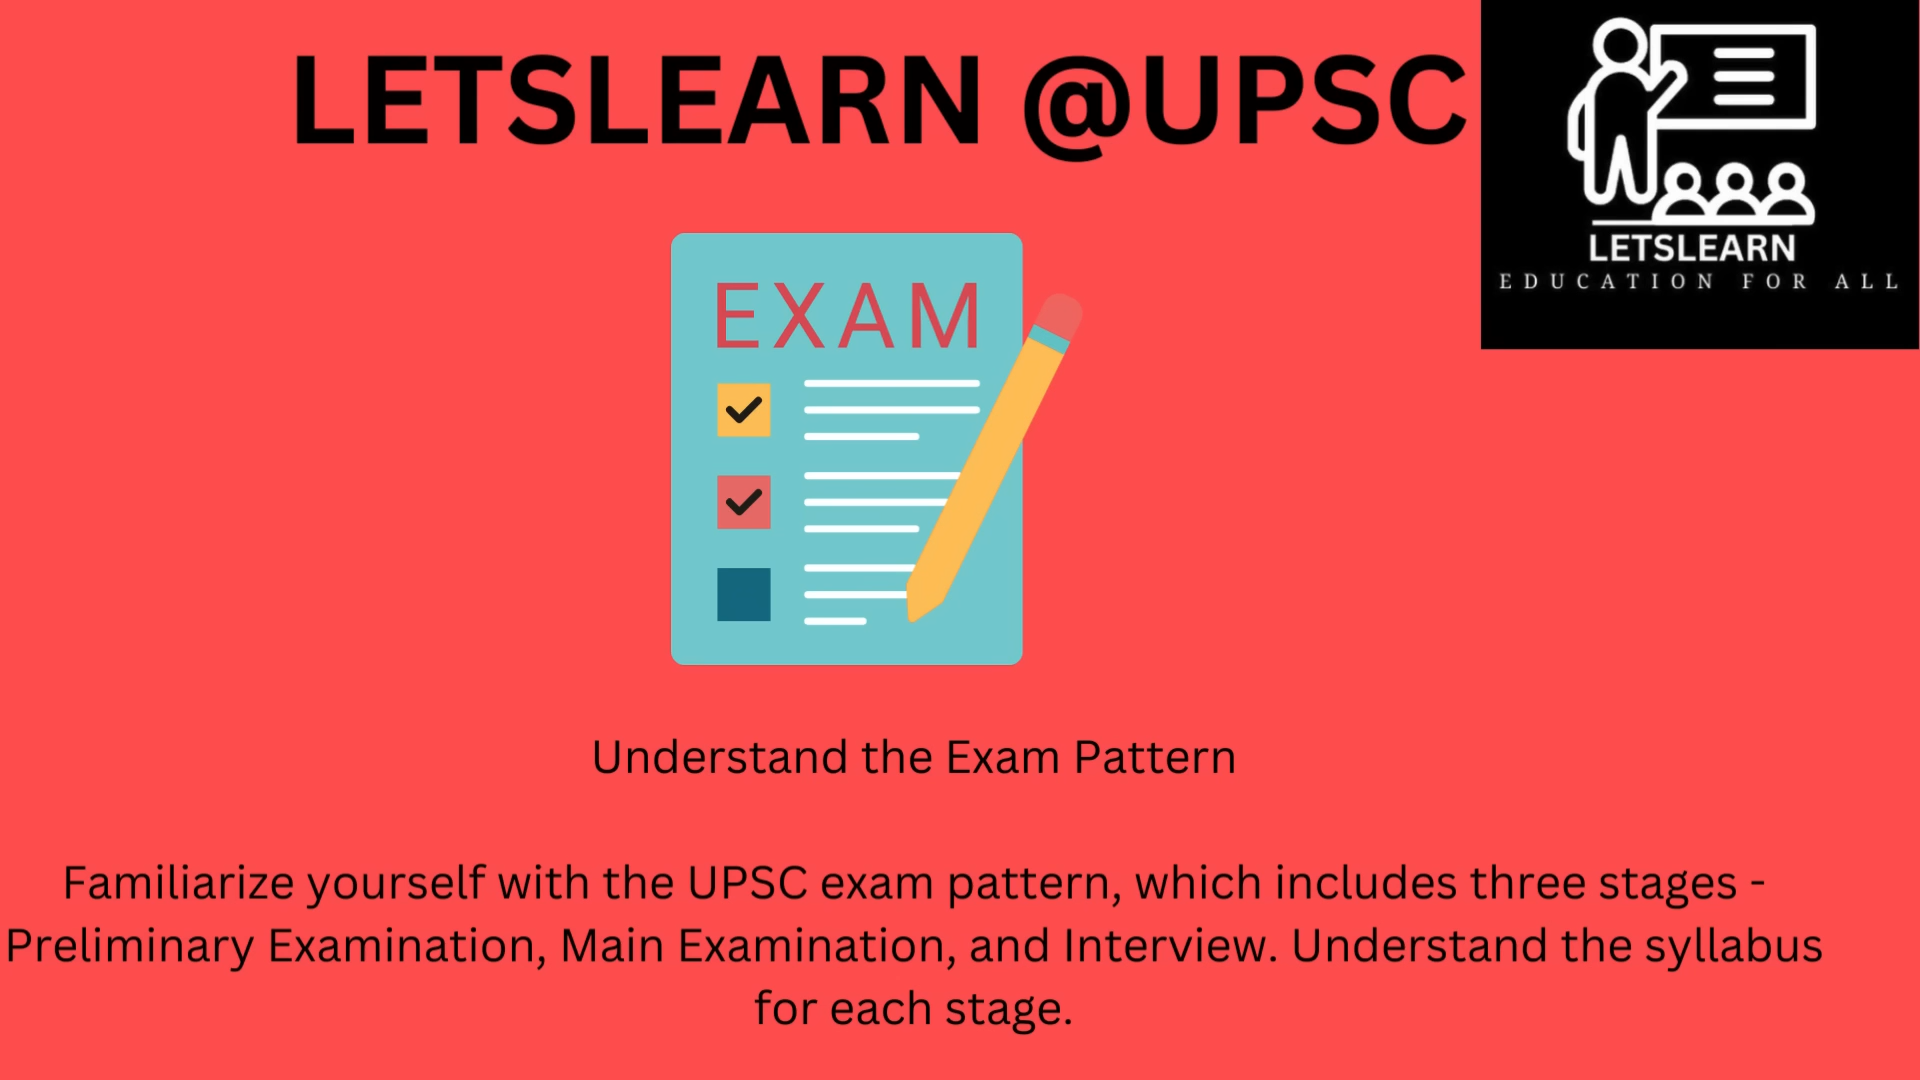 LETSLEARN @UPSC
LETSLEARN
EDUCATION FOR ALL
EXAM
Understand the Exam Pattern
Familiarize yourself with the UPSC exam pattern, which includes three stages -
Preliminary Examination, Main Examination, and Interview. Understand the syllabus
for each stage.